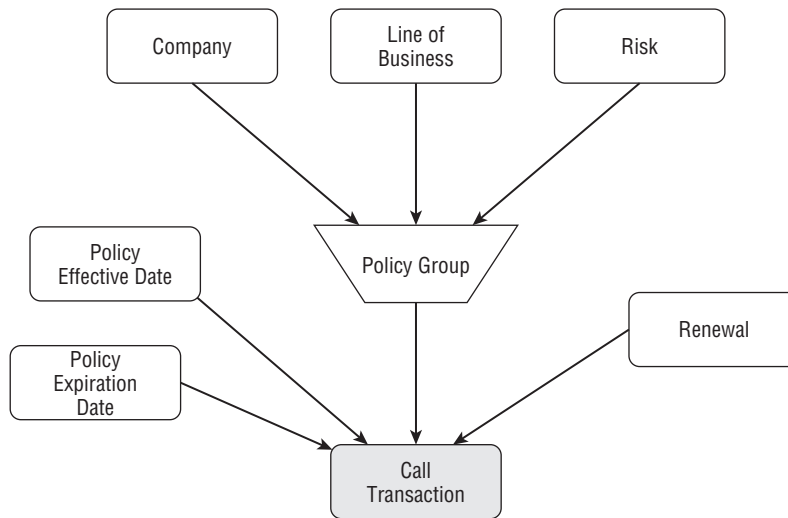 Company
Line of
Business
Risk
Policy
Effective Date
Policy Group
Renewal
Policy
Expiration
Date
Call
Transaction